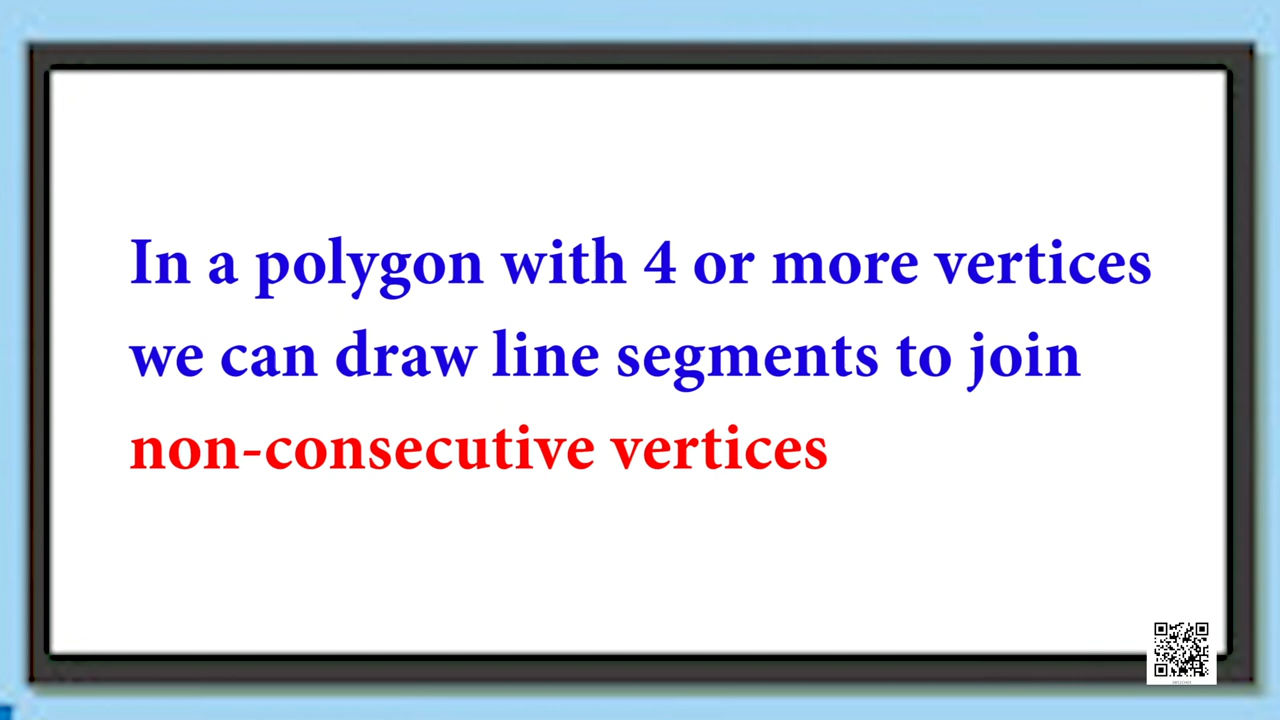 In a polygon with 4 or more vertices
we can draw line segments to join
non-consecutive vertices